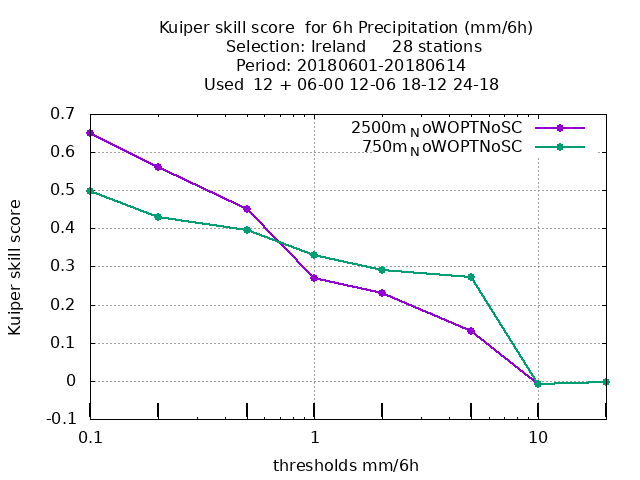 Kuiper skill score for 6h Precipitation (mm/6h)
Selection: Ireland 28 stations
Period: 20180601-20180614
Used 12 + 06-00 12-06 18-12 24-18
0.7
0.6
0.5
0.4
0.3
0.2
0.1
0
-0.1
Kuiper skill score
2500m_NoWOPTNoSC
750m_NoWOPTNoSC
0.1 1 10
thresholds mm/6h